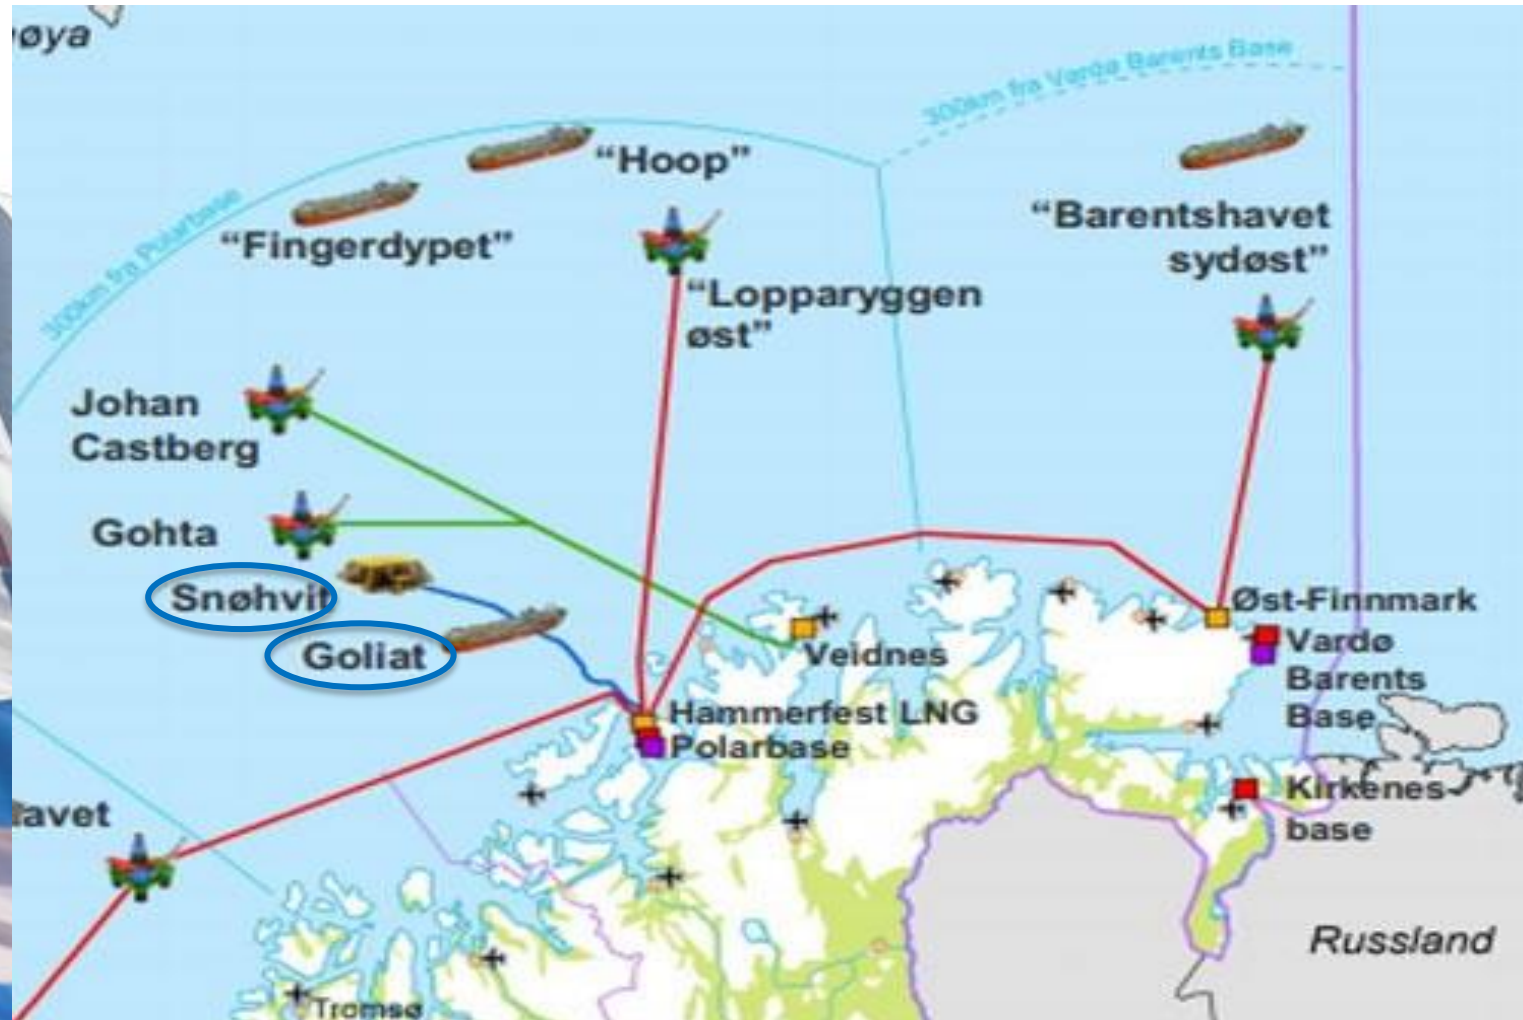 øya
300km fra Vardø Barents Base
“Hoop”
300km fra Polarbase
“Fingerdypet”
“Barentshavet
sydøst”
“Lopparyggen
øst”
Johan
Castberg
Gohta
Snøhvit
Goliat
Øst-Finnmark
Veidnes
Vardø
Barents
Base
Hammerfest LNG
Polarbase
Kirkenes
base
havet
Russland
Tromsø